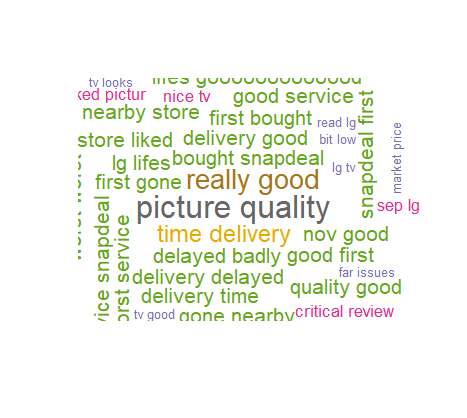 tv looks
lifes gooooooooooooood
ked pictur
nice tv
good service
nearby store
first bought
read lg
store liked
delivery good
bit low
market price
lg lifes
bought snapdeal
lg tv
snapdeal first
first gone
really good
picture quality
sep lg
time delivery
nov good
delayed badly
good first
far issues
delivery delayed
quality good
delivery time
vice snapdeal
orst service
tv good
gone nearby
critical review